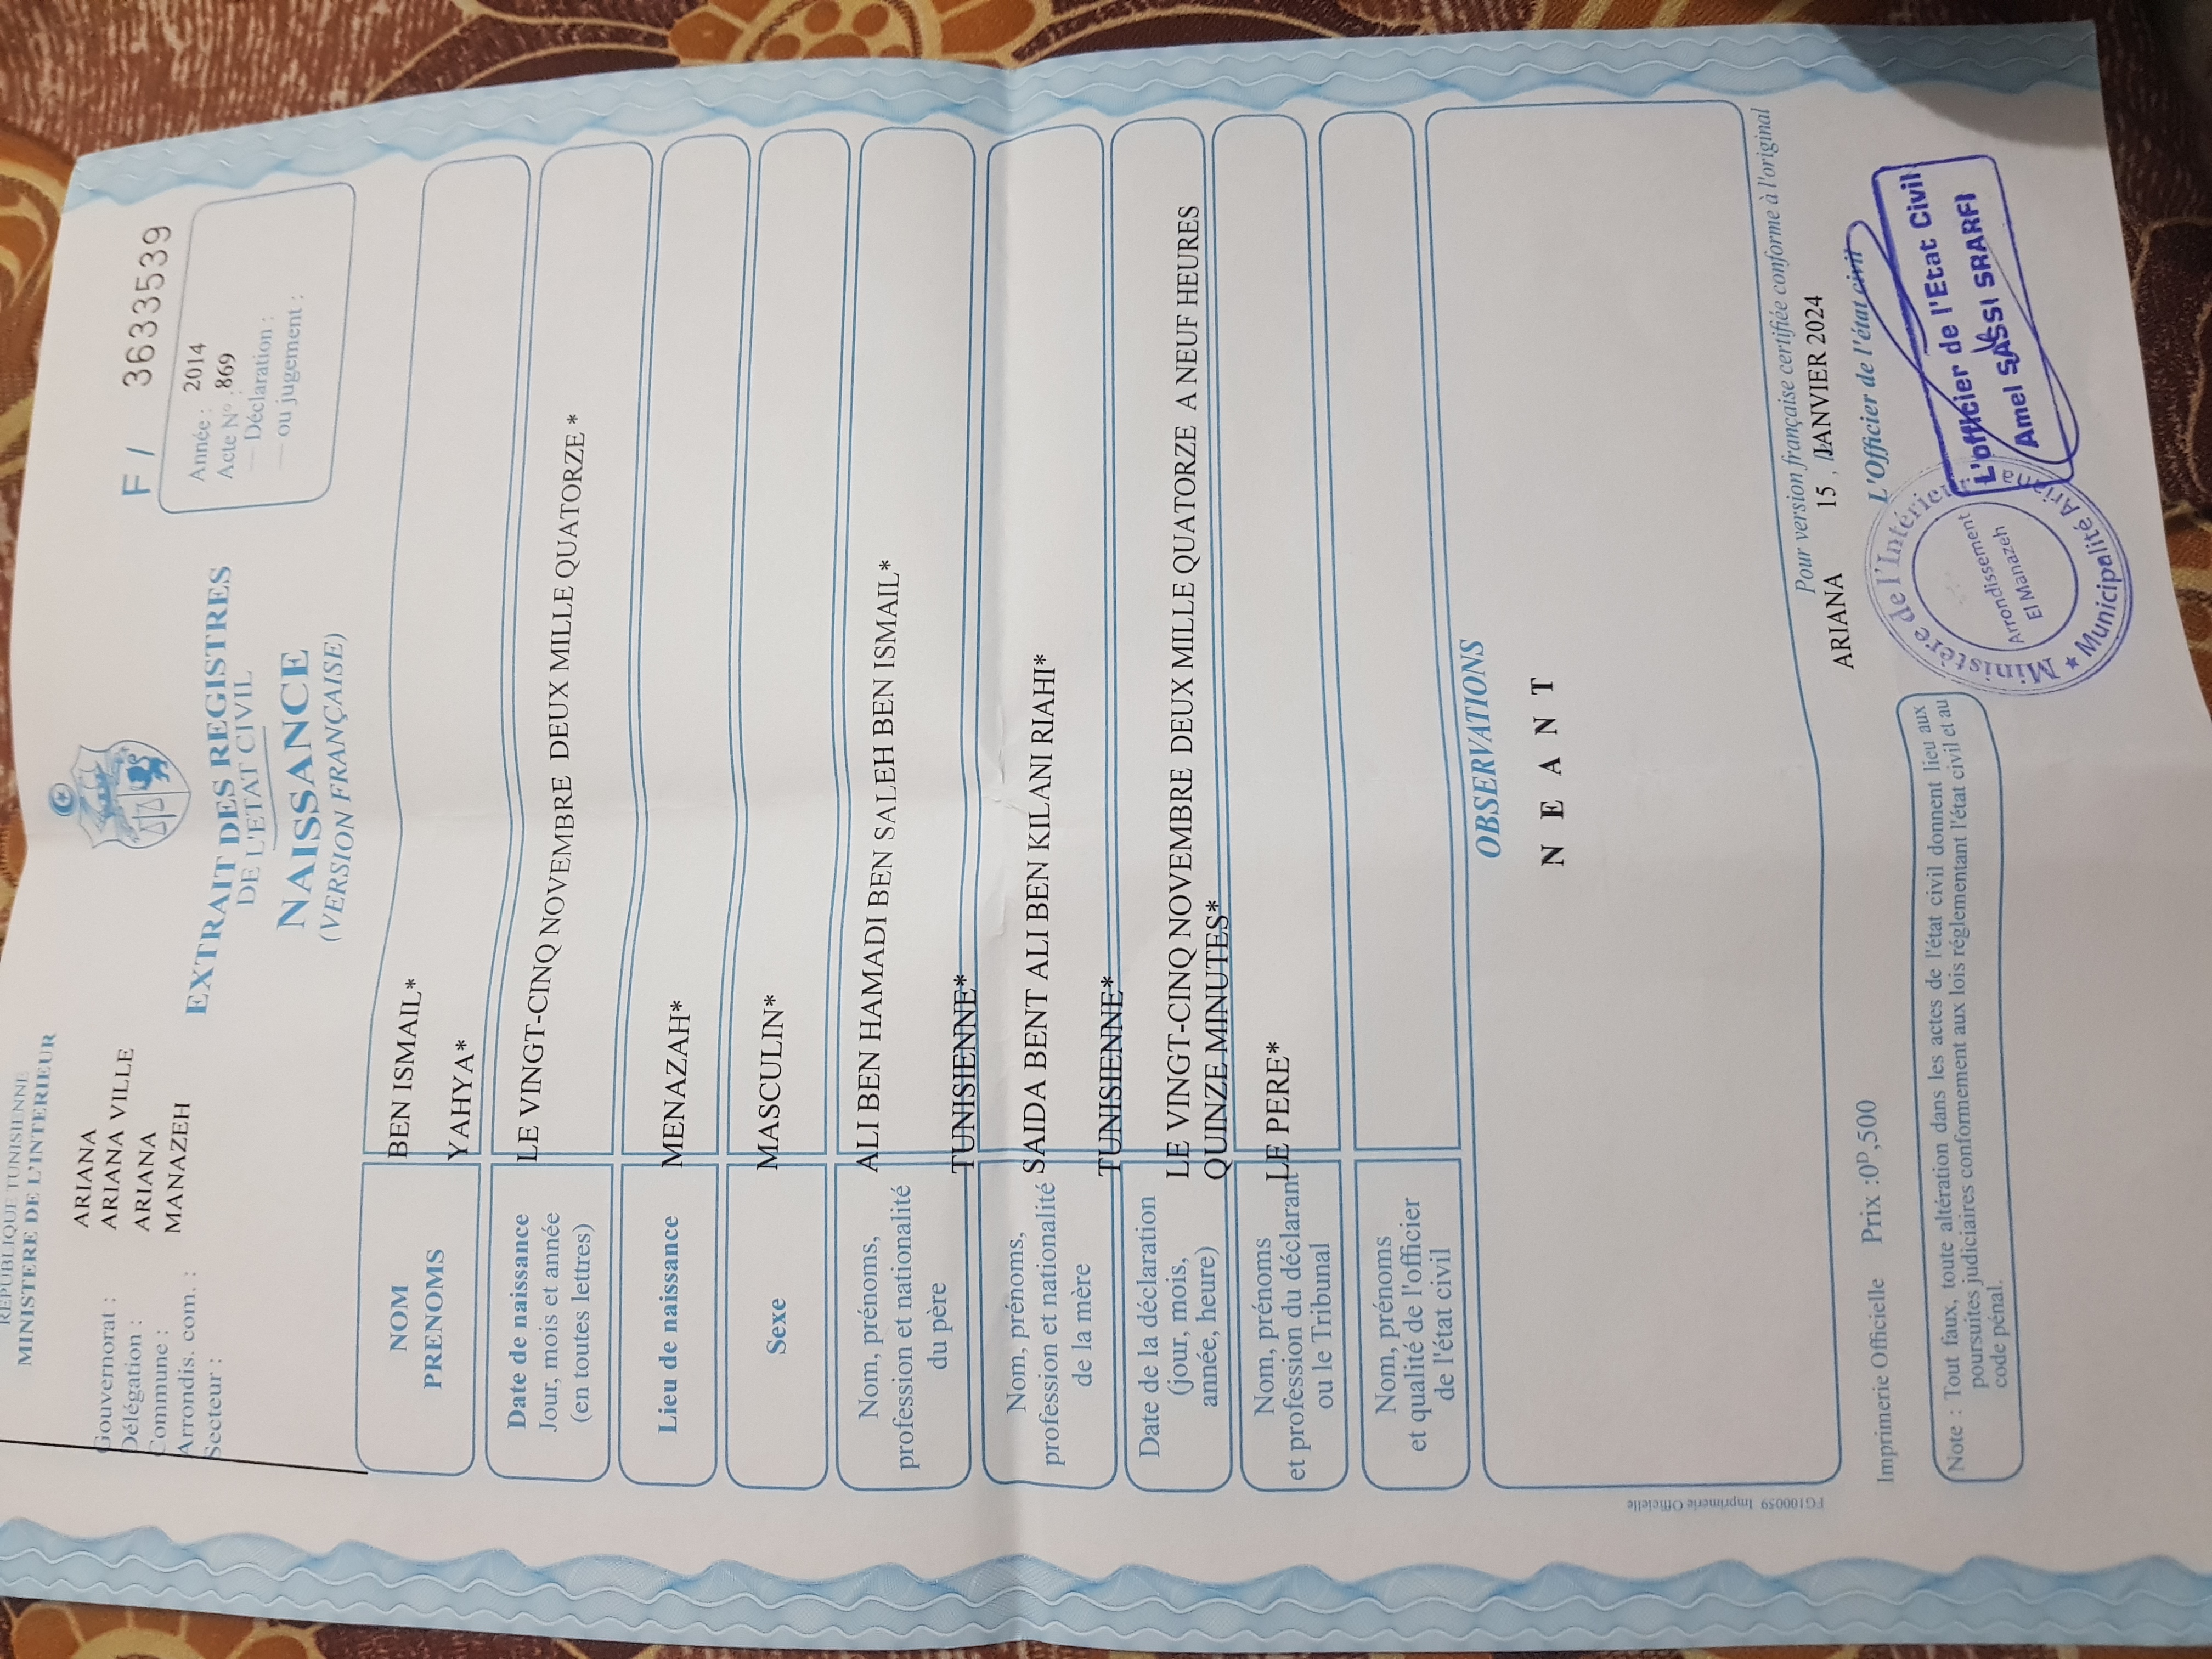 REPUBLIQUE TUNISIENNE
MINISTERE DE L'INTERIEUR
Gouvernorat : ARIANA
Délégation : ARIANA VILLE
Commune : ARIANA
Arrondis. com. : MANAZEH
Secteur :
EXTRAIT DES REGISTRES
DE L'ETAT CIVIL
NAISSANCE
(VERSION FRANÇAISE)
F / 3633539
Année : 2014
Acte N° : 869
— Déclaration :
— ou jugement :
NOM
PRENOMS
BEN ISMAIL*
YAHYA*
Date de naissance
Jour, mois et année
(en toutes lettres)
LE VINGT-CINQ NOVEMBRE DEUX MILLE QUATORZE *
Lieu de naissance
MENAZAH*
Sexe
MASCULIN*
Nom, prénoms,
profession et nationalité
du père
ALI BEN HAMADI BEN SALEH BEN ISMAIL*
TUNISIENNE*
Nom, prénoms,
profession et nationalité
de la mère
SAIDA BENT ALI BEN KILANI RIAHI*
TUNISIENNE*
Date de la déclaration
(jour, mois,
année, heure)
LE VINGT-CINQ NOVEMBRE DEUX MILLE QUATORZE A NEUF HEURES
QUINZE MINUTES*
Nom, prénoms
et profession du déclarant
ou le Tribunal
LE PERE*
Nom, prénoms
et qualité de l'officier
de l'état civil
OBSERVATIONS
N E A N T
FG100059 Imprimerie Officielle
Pour version française certifiée conforme à l'original
ARIANA 15 , JANVIER 2024
L'Officier de l'état civil
L'officier de l'Etat Civil
Amel SASSI SRARFI
Ministère de l'Intérieur
★ Municipalité Ariana
Arrondissement
El Manazeh
Imprimerie Officielle Prix :0D,500
Note : Tout faux, toute altération dans les actes de l'état civil donnent lieu aux
poursuites judiciaires conformement aux lois réglementant l'état civil et au
code pénal.